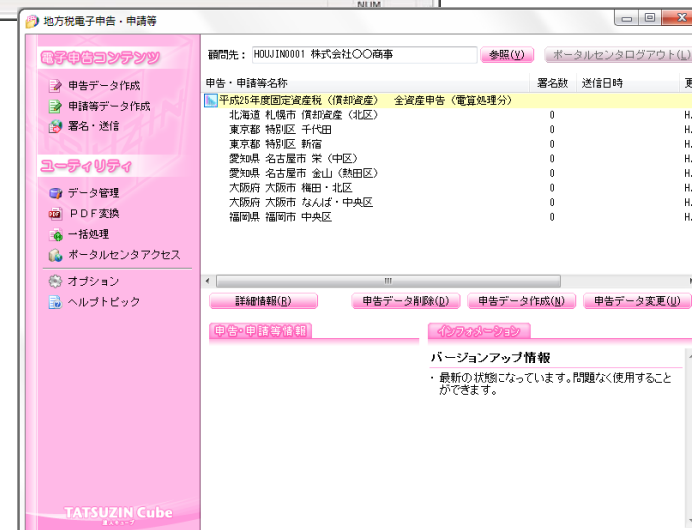 NUM
地方税電子申告・申請等
電子申告コンテンツ
申告データ作成
申請等データ作成
署名・送信
ユーティリティ
データ管理
ＰＤＦ変換
一括処理
ポータルセンタアクセス
オプション
ヘルプトピック
TATSUZIN Cube
達人キューブ
顧問先： HOUJIN0001 株式会社〇〇商事 参照(V) ポータルセンタログアウト(L)
申告・申請等名称 署名数 送信日時 更
平成25年度固定資産税（償却資産） 全資産申告（電算処理分）
北海道 札幌市 償却資産（北区） 0 H.
東京都 特別区 千代田 0 H.
東京都 特別区 新宿 0 H.
愛知県 名古屋市 栄（中区） 0 H.
愛知県 名古屋市 金山（熱田区） 0 H.
大阪府 大阪市 梅田・北区 0 H.
大阪府 大阪市 なんば・中央区 0 H.
福岡県 福岡市 中央区 0 H.
詳細情報(R) 申告データ削除(D) 申告データ作成(N) 申告データ変更(U)
申告・申請等情報 インフォメーション
バージョンアップ情報
・ 最新の状態になっています。問題なく使用すること
ができます。